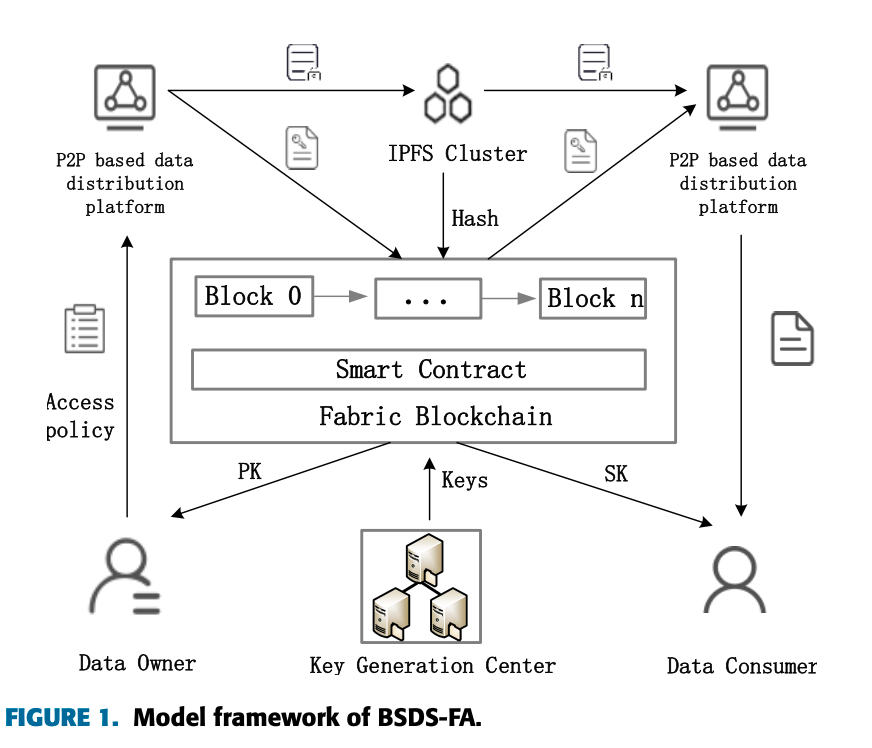 P2P based data
distribution
platform
IPFS Cluster
P2P based data
distribution
platform
Hash
Block 0
...
Block n
Smart Contract
Fabric Blockchain
Access
policy
PK
Keys
SK
Data Owner
Key Generation Center
Data Consumer
FIGURE 1. Model framework of BSDS-FA.